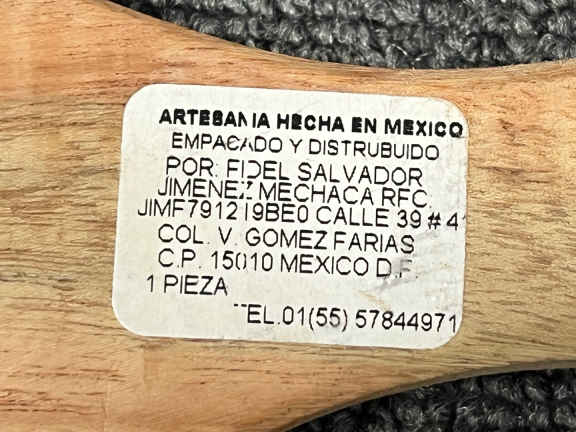 ARTESANIA HECHA EN MEXICO
EMPACADO Y DISTRUBUIDO
POR: FIDEL SALVADOR
JIMENEZ MECHACA RFC.
JIMF791219BE0 CALLE 39 # 41
COL. V. GOMEZ FARIAS
C.P. 15010 MEXICO D.F.
1 PIEZA
TEL.01(55) 57844971